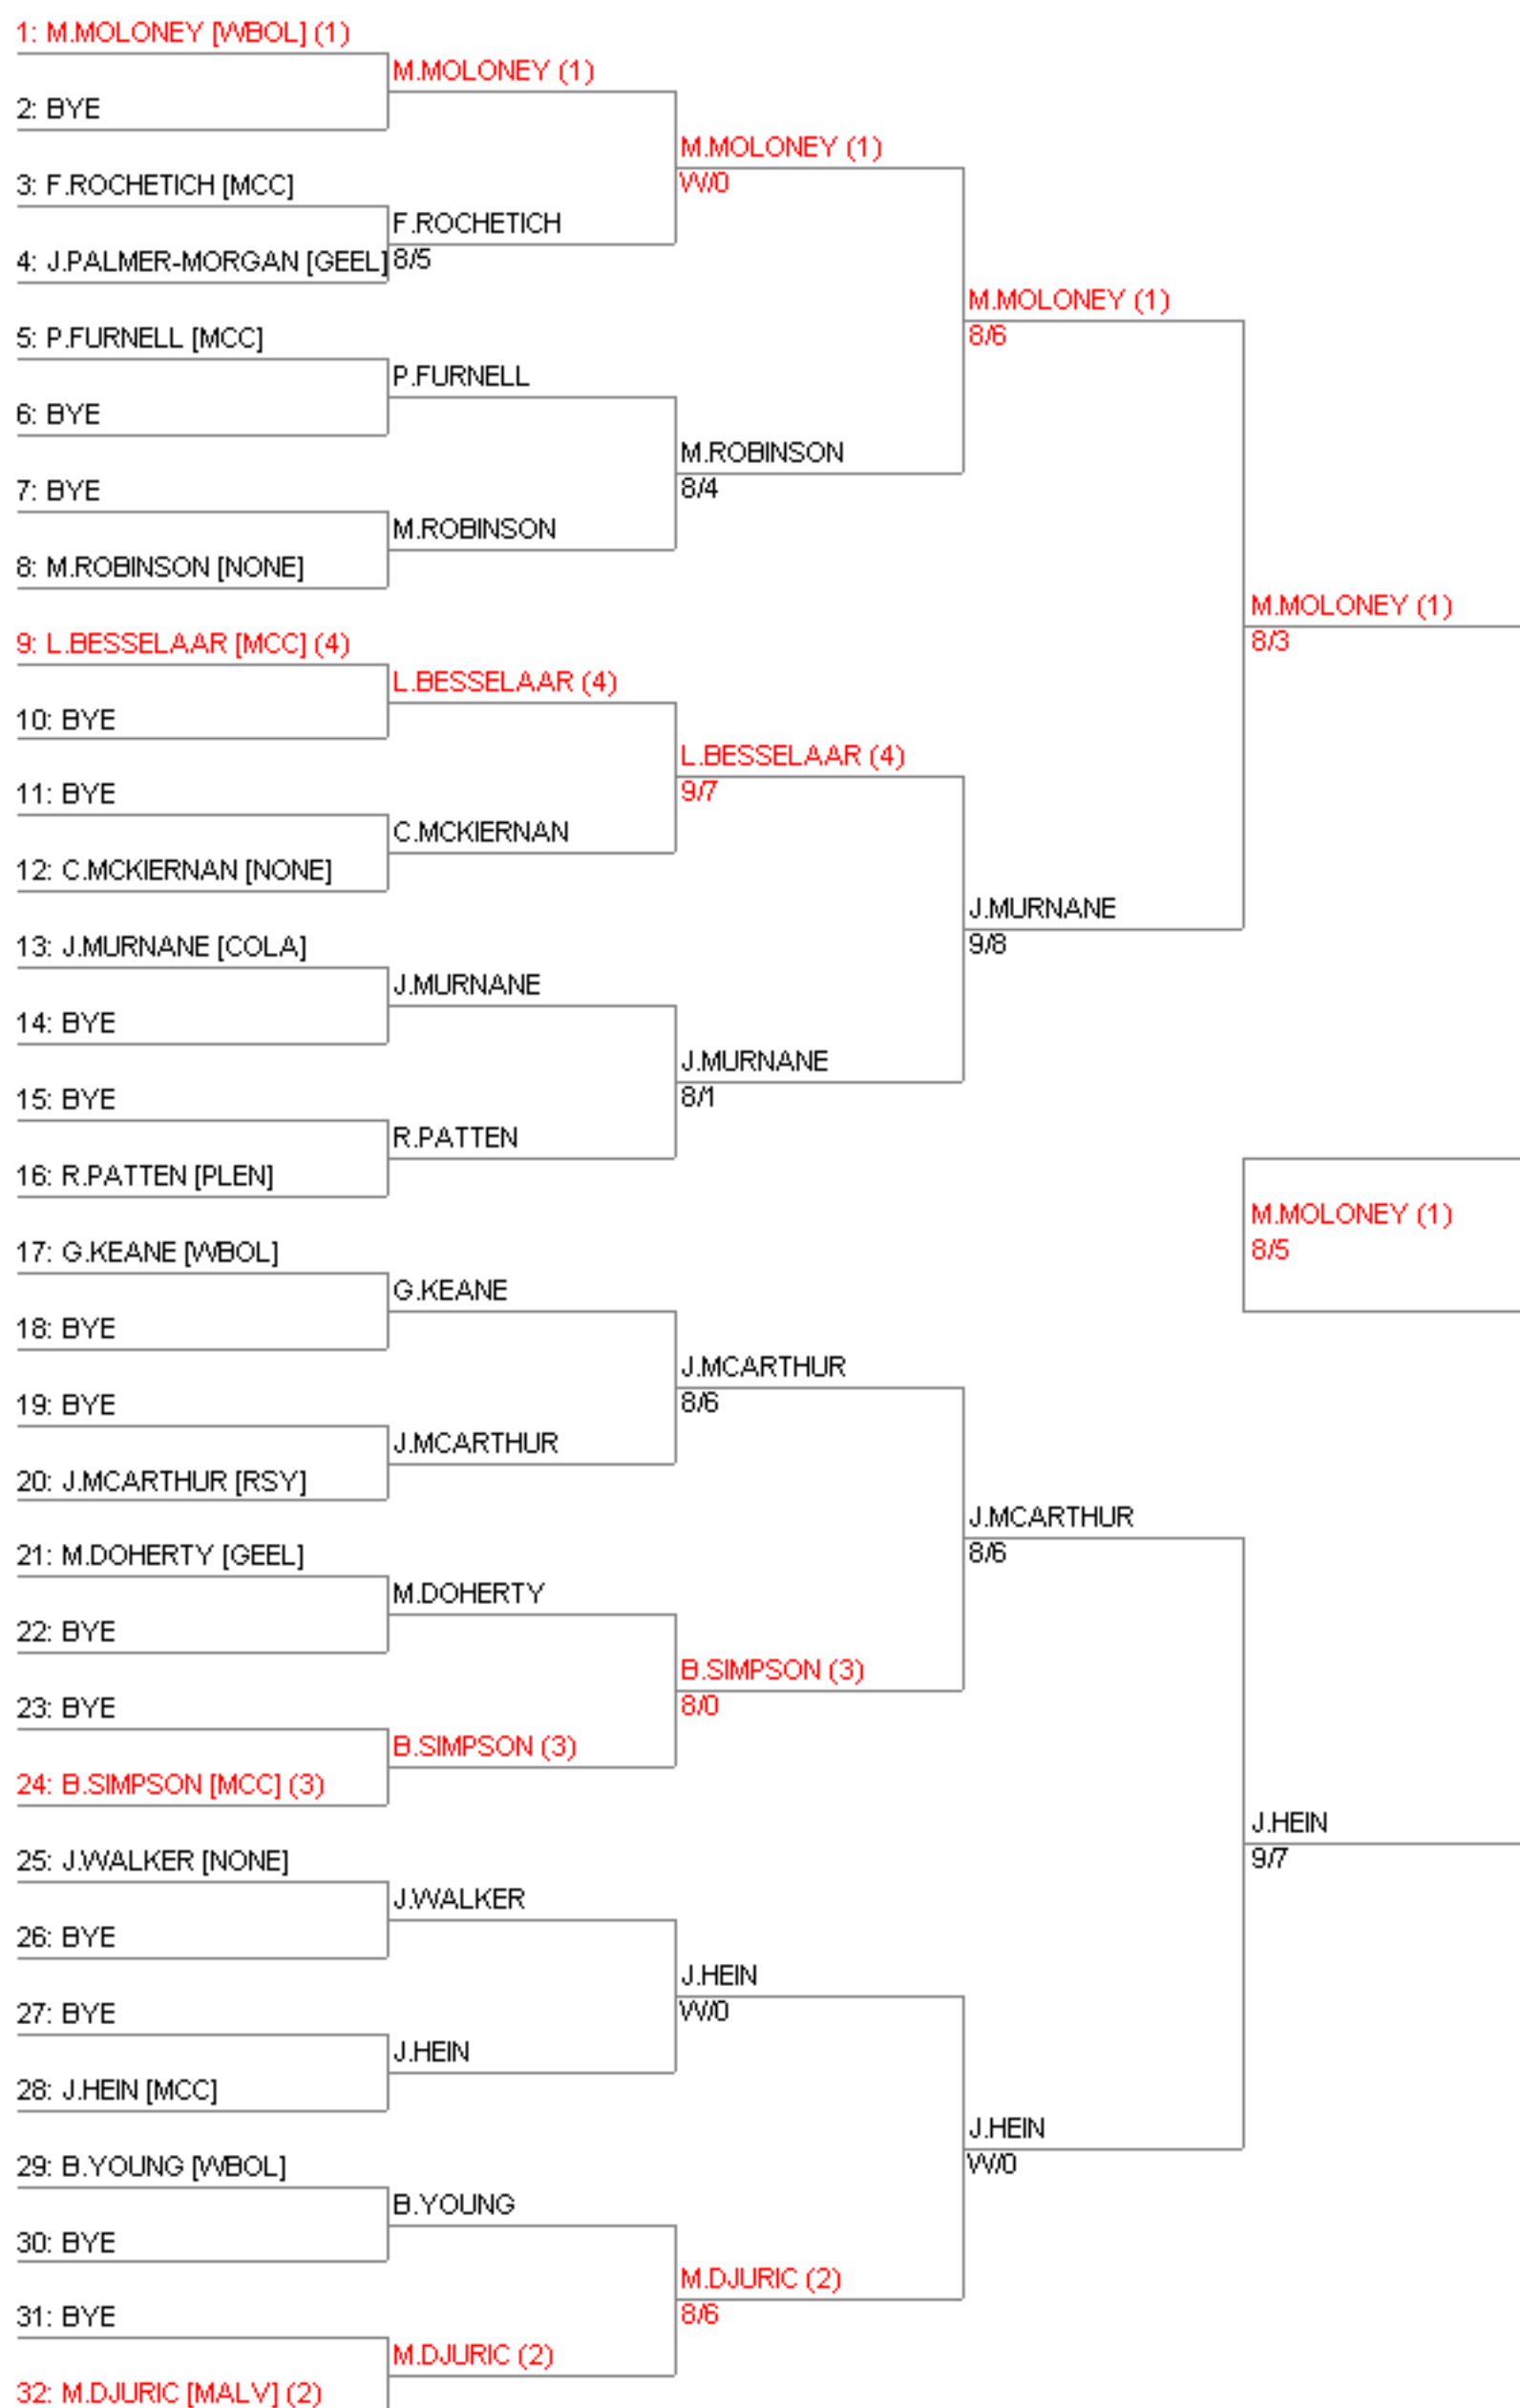 1: M.MOLONEY [WBOL] (1)
2: BYE
3: F.ROCHETICH [MCC]
4: J.PALMER-MORGAN [GEEL]
5: P.FURNELL [MCC]
6: BYE
7: BYE
8: M.ROBINSON [NONE]
9: L.BESSELAAR [MCC] (4)
10: BYE
11: BYE
12: C.MCKIERNAN [NONE]
13: J.MURNANE [COLA]
14: BYE
15: BYE
16: R.PATTEN [PLEN]
17: G.KEANE [WBOL]
18: BYE
19: BYE
20: J.MCARTHUR [RSY]
21: M.DOHERTY [GEEL]
22: BYE
23: BYE
24: B.SIMPSON [MCC] (3)
25: J.WALKER [NONE]
26: BYE
27: BYE
28: J.HEIN [MCC]
29: B.YOUNG [WBOL]
30: BYE
31: BYE
32: M.DJURIC [MALV] (2)
M.MOLONEY (1)
F.ROCHETICH
8/5
P.FURNELL
M.ROBINSON
L.BESSELAAR (4)
C.MCKIERNAN
J.MURNANE
R.PATTEN
G.KEANE
J.MCARTHUR
M.DOHERTY
B.SIMPSON (3)
J.WALKER
J.HEIN
B.YOUNG
M.DJURIC (2)
M.MOLONEY (1)
W/0
M.ROBINSON
8/4
L.BESSELAAR (4)
9/7
J.MURNANE
8/1
J.MCARTHUR
8/6
B.SIMPSON (3)
8/0
J.HEIN
W/0
M.DJURIC (2)
8/6
M.MOLONEY (1)
8/6
J.MURNANE
9/8
J.MCARTHUR
8/6
J.HEIN
W/0
M.MOLONEY (1)
8/3
M.MOLONEY (1)
8/5
J.HEIN
9/7